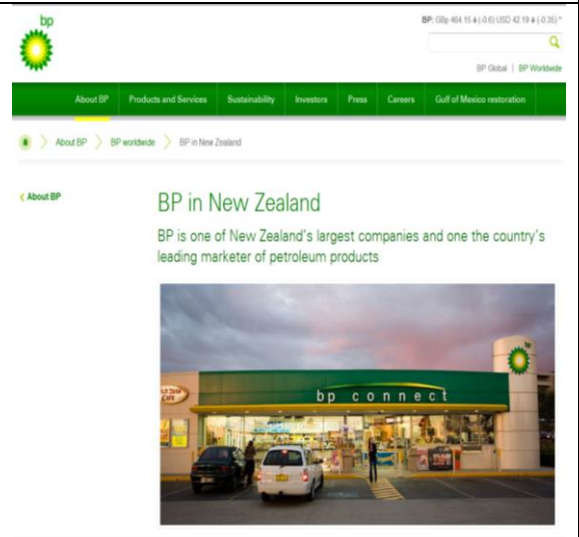 bp
BP: GBp 464.15 (-0.6) USD 42.19 (-0.35) *
BP Global | BP Worldwide
About BP Products and Services Sustainability Investors Press Careers Gulf of Mexico restoration
About BP BP worldwide BP in New Zealand
About BP
BP in New Zealand
BP is one of New Zealand's largest companies and one the country's
leading marketer of petroleum products
bp
bp connect
CAFE